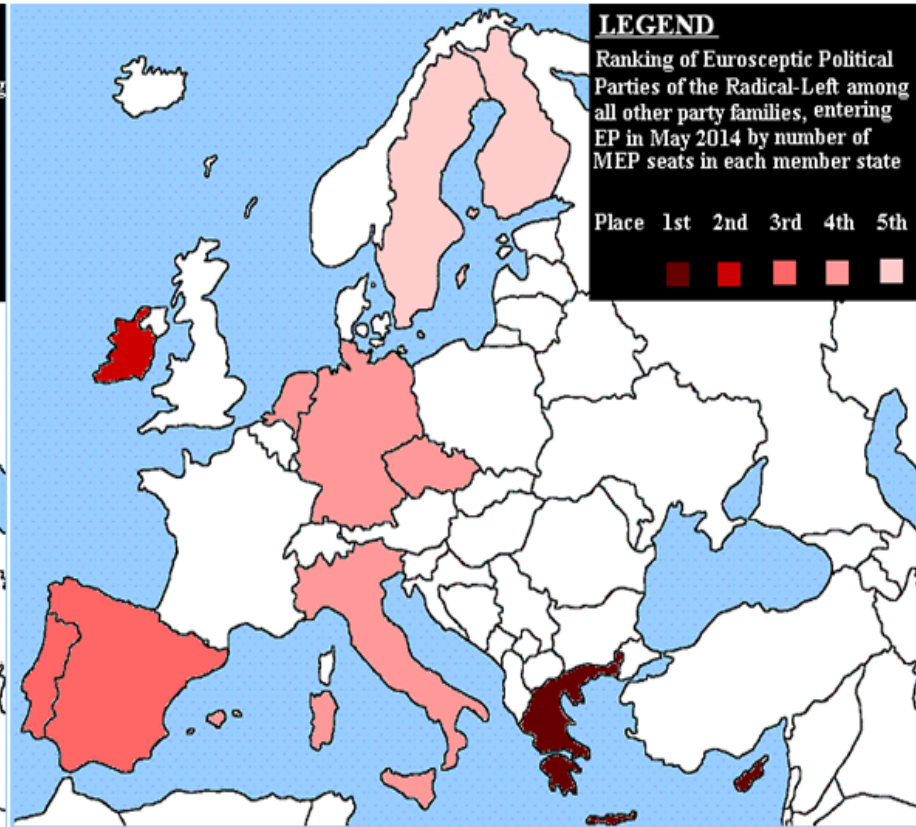 LEGEND
Ranking of Eurosceptic Political
Parties of the Radical-Left among
all other party families, entering
EP in May 2014 by number of
MEP seats in each member state
Place 1st 2nd 3rd 4th 5th